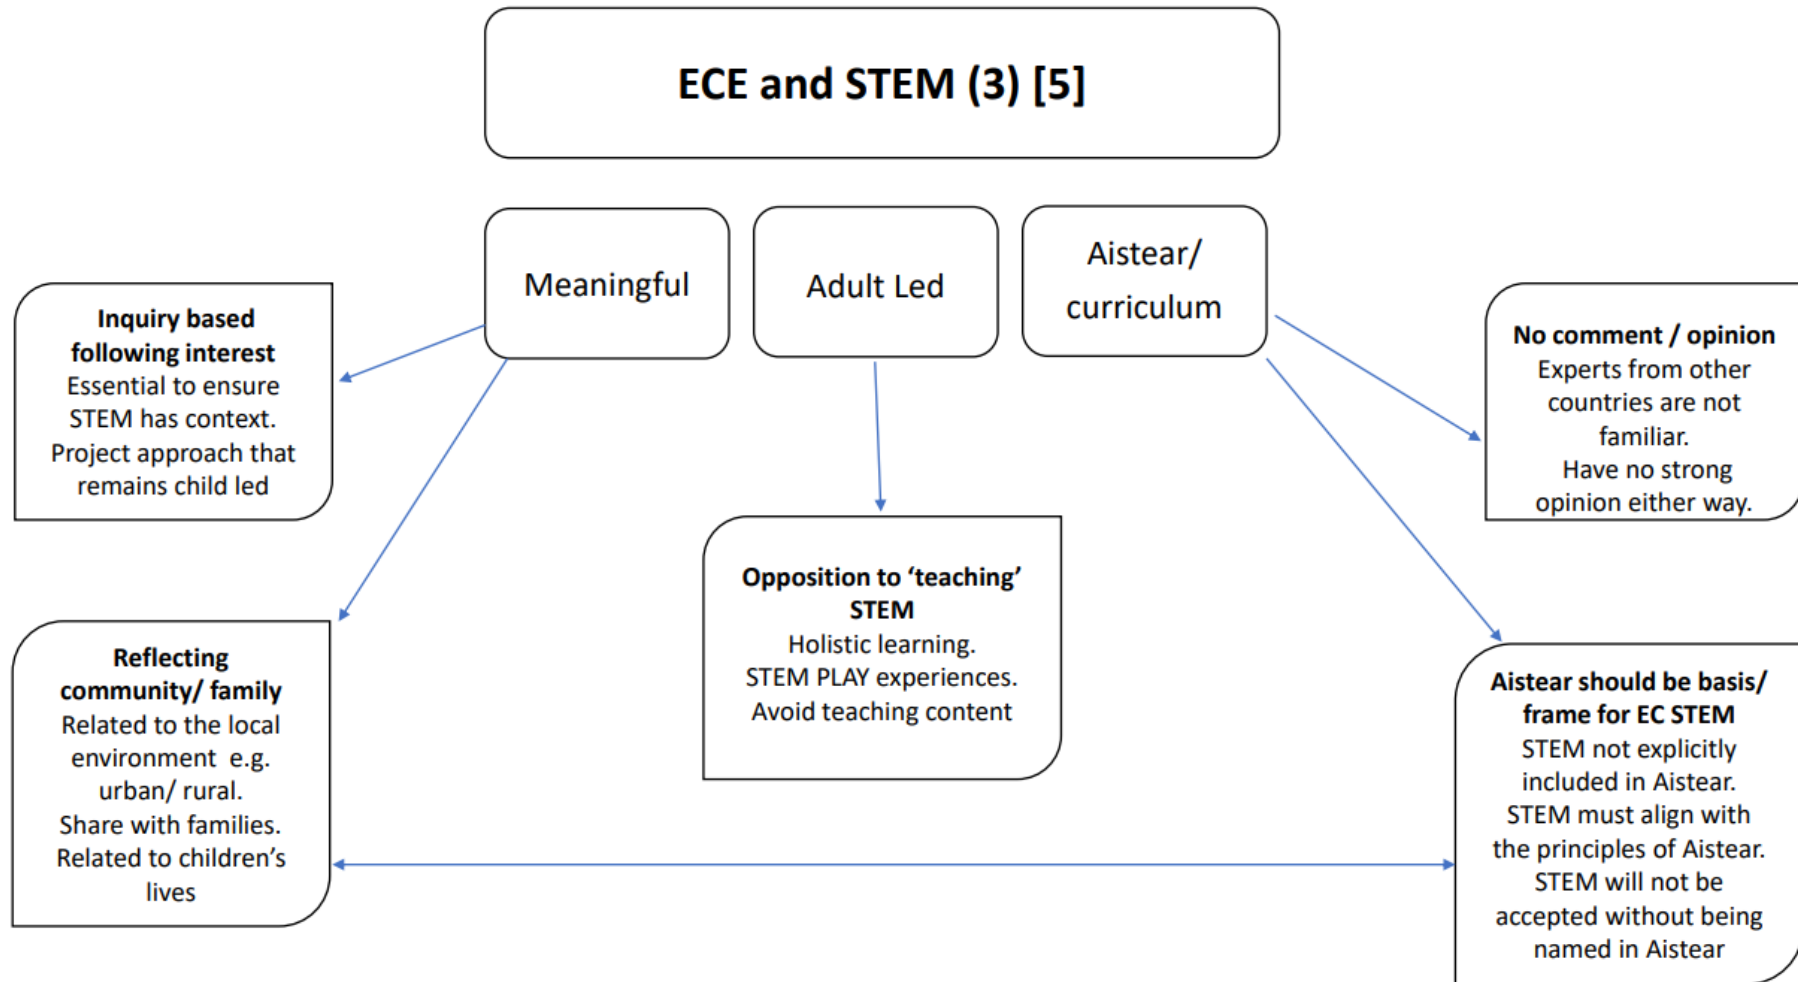 ECE and STEM (3) [5]
Meaningful
Adult Led
Aistear/
curriculum
Inquiry based
following interest
Essential to ensure
STEM has context.
Project approach that
remains child led
No comment / opinion
Experts from other
countries are not
familiar.
Have no strong
opinion either way.
Opposition to ‘teaching’
STEM
Holistic learning.
STEM PLAY experiences.
Avoid teaching content
Reflecting
community/ family
Related to the local
environment e.g.
urban/ rural.
Share with families.
Related to children’s
lives
Aistear should be basis/
frame for EC STEM
STEM not explicitly
included in Aistear.
STEM must align with
the principles of Aistear.
STEM will not be
accepted without being
named in Aistear